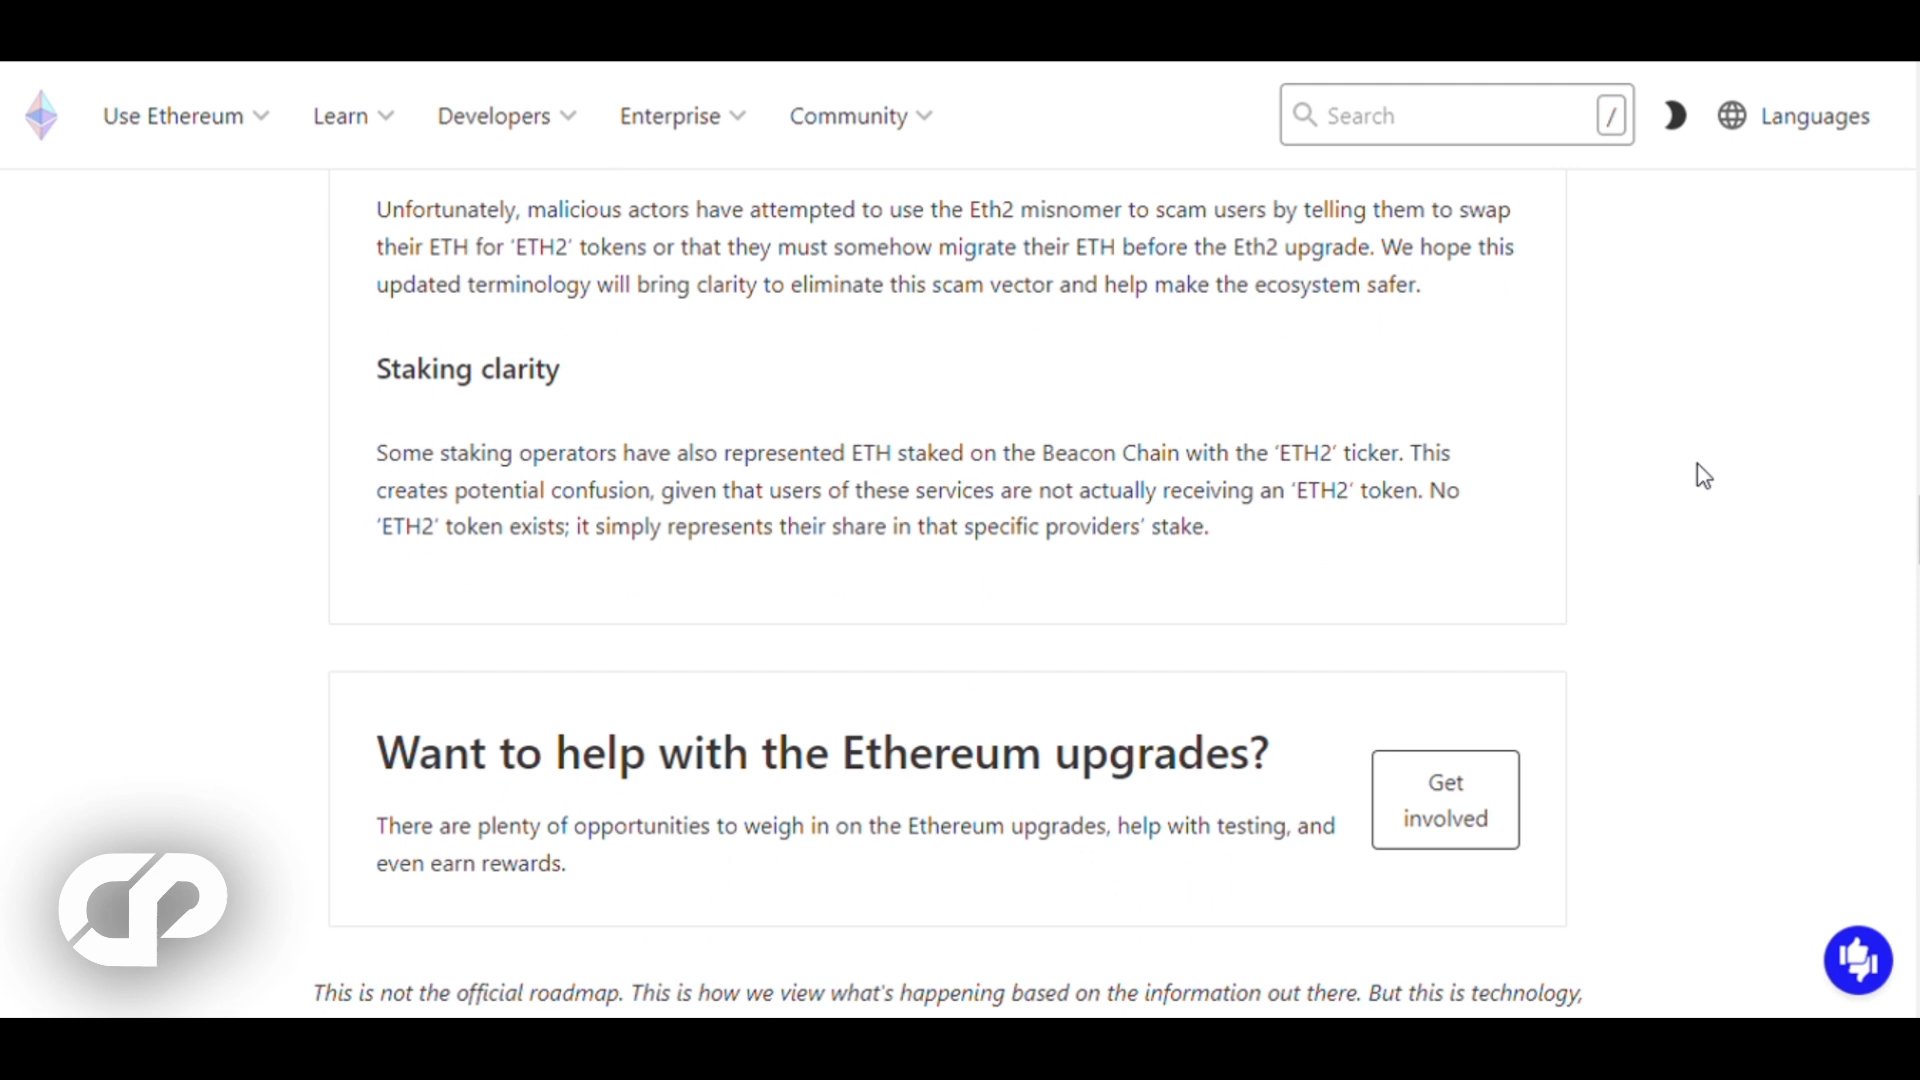 Use Ethereum Learn Developers Enterprise Community Search / Languages
Unfortunately, malicious actors have attempted to use the Eth2 misnomer to scam users by telling them to swap
their ETH for ‘ETH2’ tokens or that they must somehow migrate their ETH before the Eth2 upgrade. We hope this
updated terminology will bring clarity to eliminate this scam vector and help make the ecosystem safer.
Staking clarity
Some staking operators have also represented ETH staked on the Beacon Chain with the ‘ETH2’ ticker. This
creates potential confusion, given that users of these services are not actually receiving an ‘ETH2’ token. No
‘ETH2’ token exists; it simply represents their share in that specific providers’ stake.
Want to help with the Ethereum upgrades?
There are plenty of opportunities to weigh in on the Ethereum upgrades, help with testing, and
even earn rewards.
Get
involved
CP
This is not the official roadmap. This is how we view what's happening based on the information out there. But this is technology,